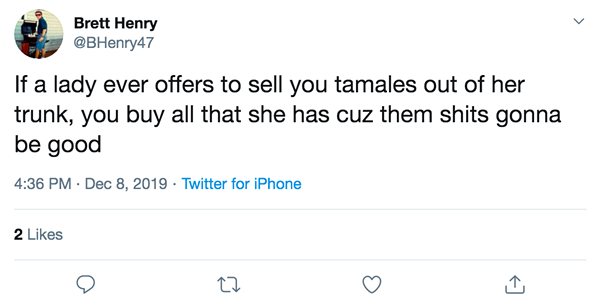 Brett Henry
@BHenry47
If a lady ever offers to sell you tamales out of her
trunk, you buy all that she has cuz them shits gonna
be good
4:36 PM · Dec 8, 2019 · Twitter for iPhone
2 Likes